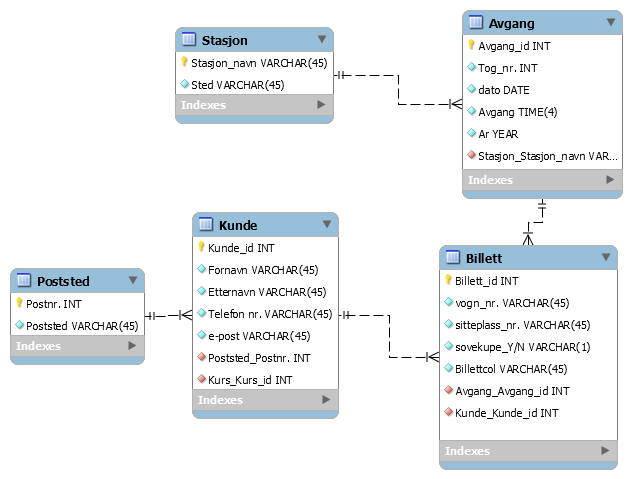 Stasjon
Stasjon_navn VARCHAR(45)
Sted VARCHAR(45)
Indexes
Avgang
Avgang_id INT
Tog_nr. INT
dato DATE
Avgang TIME(4)
Ar YEAR
Stasjon_Stasjon_navn VAR...
Indexes
Poststed
Postnr. INT
Poststed VARCHAR(45)
Indexes
Kunde
Kunde_id INT
Fornavn VARCHAR(45)
Etternavn VARCHAR(45)
Telefon nr. VARCHAR(45)
e-post VARCHAR(45)
Poststed_Postnr. INT
Kurs_Kurs_id INT
Indexes
Billett
Billett_id INT
vogn_nr. VARCHAR(45)
sitteplass_nr. VARCHAR(45)
sovekupe_Y/N VARCHAR(1)
Billettcol VARCHAR(45)
Avgang_Avgang_id INT
Kunde_Kunde_id INT
Indexes